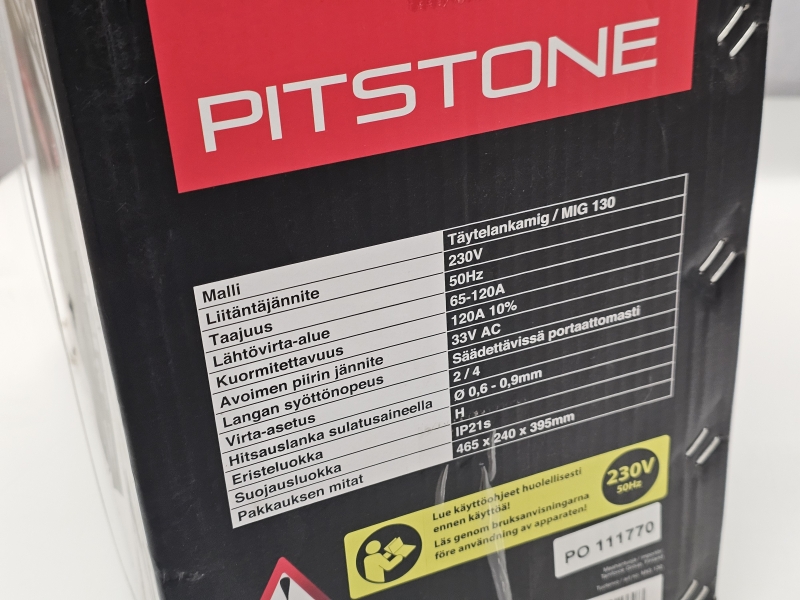 PITSTONE
Malli Täytelankamig / MIG 130
Liitäntäjännite 230V
Taajuus 50Hz
Lähtövirta-alue 65-120A
Kuormitettavuus 120A 10%
Avoimen piirin jännite 33V AC
Langan syöttönopeus Säädettävissä portaattomasti
Virta-asetus 2 / 4
Hitsauslanka sulatusaineella Ø 0,6 - 0,9mm
Eristeluokka H
Suojausluokka IP21s
Pakkauksen mitat 465 x 240 x 395mm
Lue käyttöohjeet huolellisesti
ennen käyttöä!
Läs genom bruksanvisningarna
före användning av apparaten!
230V
50Hz
PO 111770